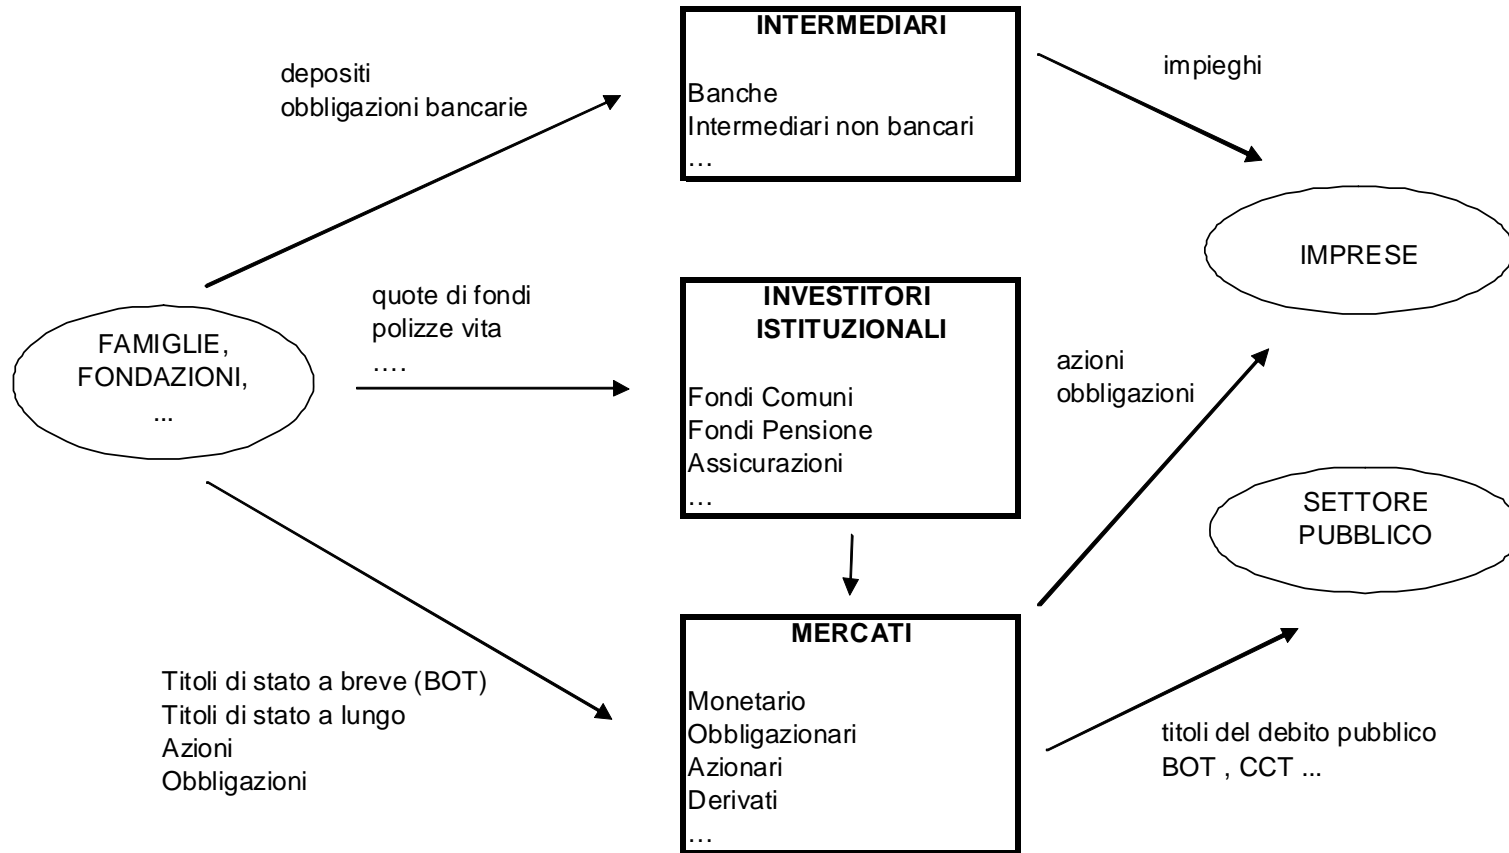 INTERMEDIARI
Banche
Intermediari non bancari
…
depositi
obbligazioni bancarie
impieghi
IMPRESE
quote di fondi
polizze vita
….
INVESTITORI
ISTITUZIONALI
Fondi Comuni
Fondi Pensione
Assicurazioni
…
FAMIGLIE,
FONDAZIONI,
...
azioni
obbligazioni
SETTORE
PUBBLICO
MERCATI
Monetario
Obbligazionari
Azionari
Derivati
…
Titoli di stato a breve (BOT)
Titoli di stato a lungo
Azioni
Obbligazioni
titoli del debito pubblico
BOT , CCT ...